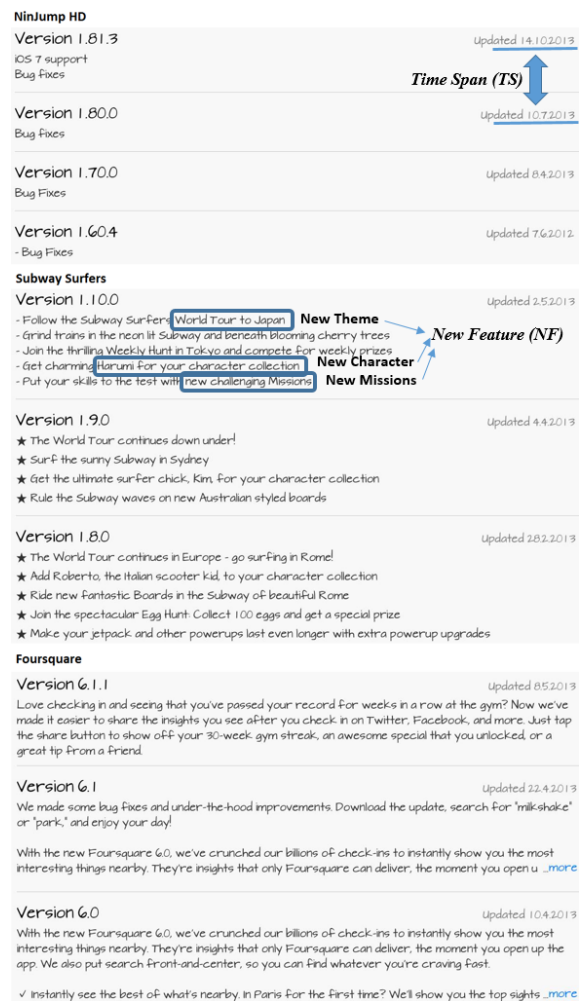 NinJump HD
Version 1.81.3
Updated 14.10.2013
iOS 7 support
Bug fixes
Time Span (TS)
Version 1.80.0
Updated 10.7.2013
Bug fixes
Version 1.70.0
Updated 8.4.2013
Bug Fixes
Version 1.60.4
Updated 7.6.2012
- Bug Fixes
Subway Surfers
Version 1.10.0
Updated 2.5.2013
- Follow the Subway Surfers World Tour to Japan New Theme
- Grind trains in the neon lit Subway and beneath blooming cherry trees
New Feature (NF)
- Join the thrilling Weekly Hunt in Tokyo and compete for weekly prizes
- Get charming Harumi for your character collection New Character
- Put your skills to the test with new challenging Missions New Missions
Version 1.9.0
Updated 4.4.2013
★ The World Tour continues down under!
★ Surf the sunny Subway in Sydney
★ Get the ultimate surfer chick, Kim, for your character collection
★ Rule the Subway waves on new Australian styled boards
Version 1.8.0
Updated 28.2.2013
★ The World Tour continues in Europe - go surfing in Rome!
★ Add Roberto, the Italian scooter kid, to your character collection
★ Ride new fantastic Boards in the Subway of beautiful Rome
★ Join the spectacular Egg Hunt: Collect 100 eggs and get a special prize
★ Make your jetpack and other powerups last even longer with extra powerup upgrades
Foursquare
Version 6.1.1
Updated 8.5.2013
Love checking in and seeing that you've passed your record for weeks in a row at the gym? Now we've
made it easier to share the insights you see after you check in on Twitter, Facebook, and more. Just tap
the share button to show off your 30-week gym streak, an awesome special that you unlocked, or a
great tip from a friend.
Version 6.1
Updated 22.4.2013
We made some bug fixes and under-the-hood improvements. Download the update, search for "milkshake"
or "park," and enjoy your day!
With the new Foursquare 6.0, we've crunched our billions of check-ins to instantly show you the most
interesting things nearby. They're insights that only Foursquare can deliver, the moment you open u ...more
Version 6.0
Updated 10.4.2013
With the new Foursquare 6.0, we've crunched our billions of check-ins to instantly show you the most
interesting things nearby. They're insights that only Foursquare can deliver, the moment you open up the
app. We also put search front-and-center, so you can find whatever you're craving fast.
✓ Instantly see the best of what's nearby. In Paris for the first time? We'll show you the top sights ...more